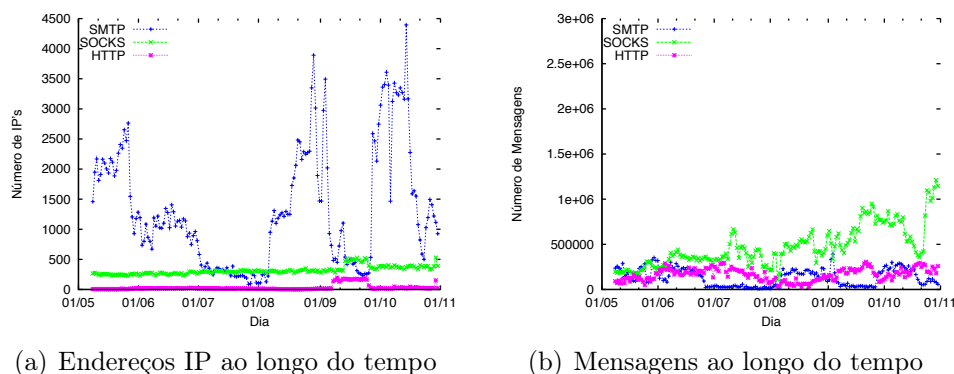 4500
4000
3500
3000
2500
2000
1500
1000
500
0
Número de IP's
SMTP
SOCKS
HTTP
01/05 01/06 01/07 01/08 01/09 01/10 01/11
Dia
(a) Endereços IP ao longo do tempo
3e+06
2.5e+06
2e+06
1.5e+06
1e+06
500000
0
Número de Mensagens
SMTP
SOCKS
HTTP
01/05 01/06 01/07 01/08 01/09 01/10 01/11
Dia
(b) Mensagens ao longo do tempo